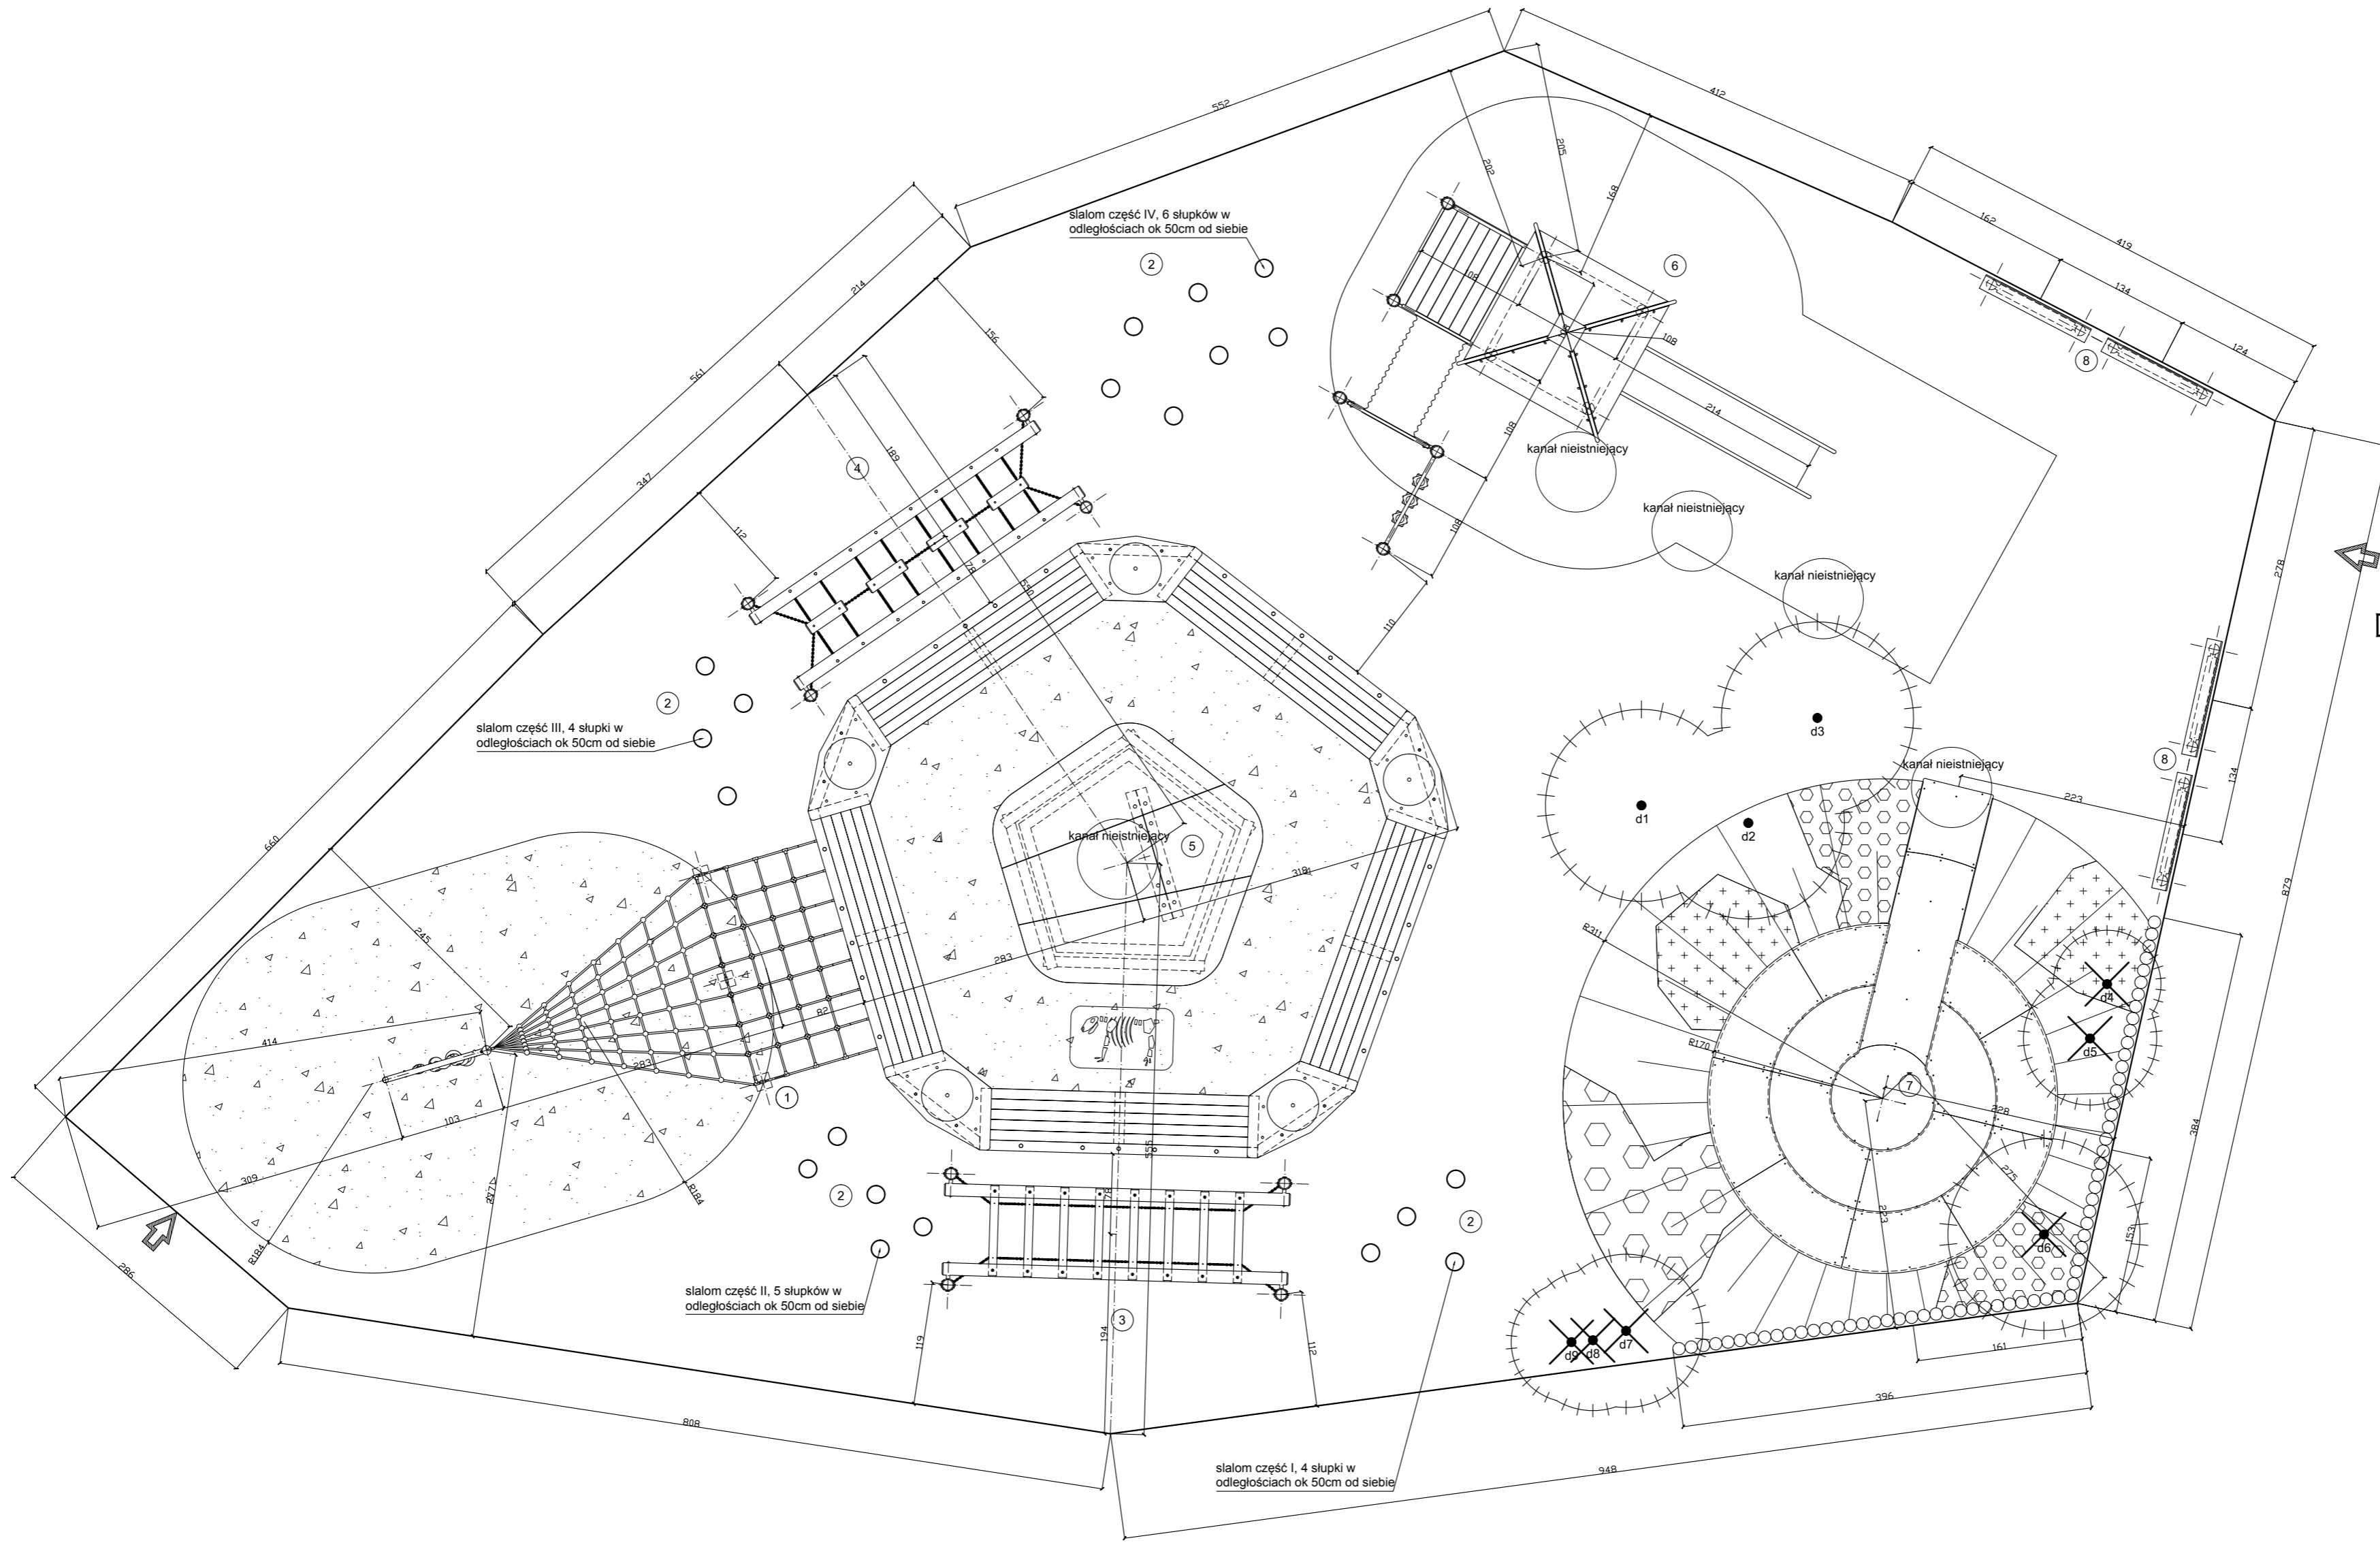 552
412
205
202
168
162
419
134
124
214
561
156
slalom część IV, 6 słupków w
odległościach ok 50cm od siebie
2
6
8
108
214
189
4
347
112
78
550
108
108
110
kanał nieistniejący
kanał nieistniejący
kanał nieistniejący
278
2
slalom część III, 4 słupki w
odległościach ok 50cm od siebie
d3
d1
d2
kanał nieistniejący
8
134
223
879
660
245
kanał nieistniejący
5
283
82
414
283
103
309
1
R184
R184
286
R311
R170
7
228
d4
d5
384
275
223
153
d6
2
2
555
78
slalom część II, 5 słupków w
odległościach ok 50cm od siebie
119
194
3
112
d9
d8
d7
161
396
808
948
slalom część I, 4 słupki w
odległościach ok 50cm od siebie